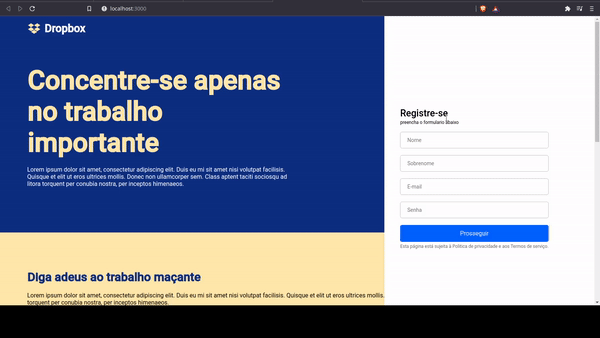 localhost:3000
Dropbox
Concentre-se apenas
no trabalho
importante
Lorem ipsum dolor sit amet, consectetur adipiscing elit. Duis eu mi sit amet nisi volutpat facilisis.
Quisque et elit ut eros ultrices mollis. Donec non ullamcorper sem. Class aptent taciti sociosqu ad
litora torquent per conubia nostra, per inceptos himenaeos.
Diga adeus ao trabalho maçante
Lorem ipsum dolor sit amet, consectetur adipiscing elit. Duis eu mi sit amet nisi volutpat facilisis. Quisque et elit ut eros
torquent per conubia nostra, per inceptos himenaeos.
Registre-se
preencha o formulario abaixo
Nome
Sobrenome
E-mail
Senha
Prosseguir
Esta página está sujeita à Política de privacidade e aos Termos de serviço.